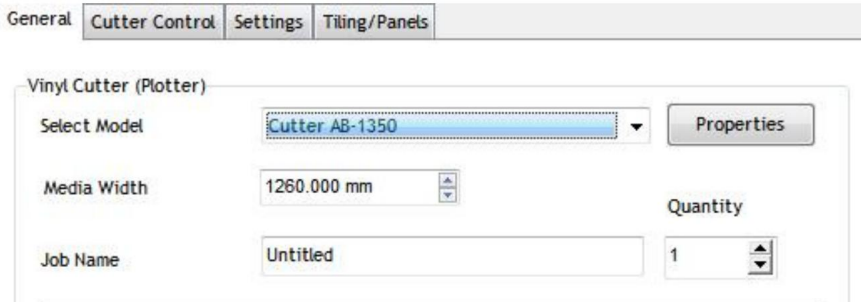 General Cutter Control Settings Tiling/Panels
Vinyl Cutter (Plotter)
Select Model Cutter AB-1350 Properties
Media Width 1260.000 mm
Quantity
Job Name Untitled 1